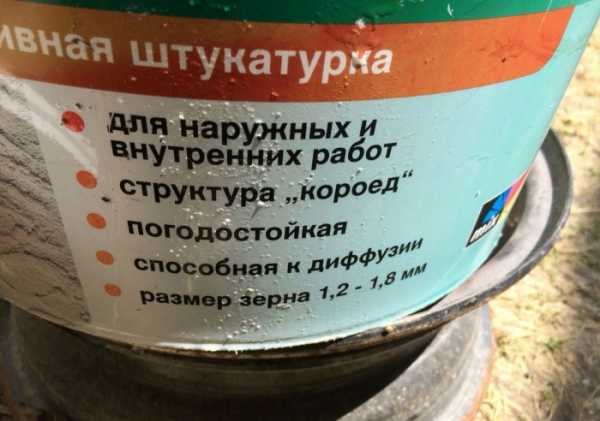 ивная штукатурка
для наружных и
внутренних работ
структура „короед“
погодостойкая
способная к диффузии
размер зерна 1,2 - 1,8 мм